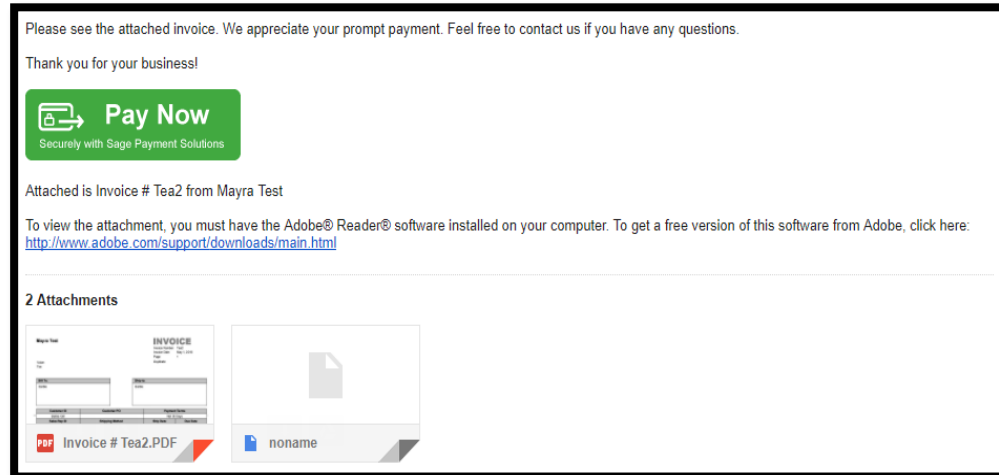 Please see the attached invoice. We appreciate your prompt payment. Feel free to contact us if you have any questions.
Thank you for your business!
Pay Now
Securely with Sage Payment Solutions
Attached is Invoice # Tea2 from Mayra Test
To view the attachment, you must have the Adobe® Reader® software installed on your computer. To get a free version of this software from Adobe, click here:
http://www.adobe.com/support/downloads/main.html
2 Attachments
Mayra Test
INVOICE
PDF
Invoice # Tea2.PDF
noname